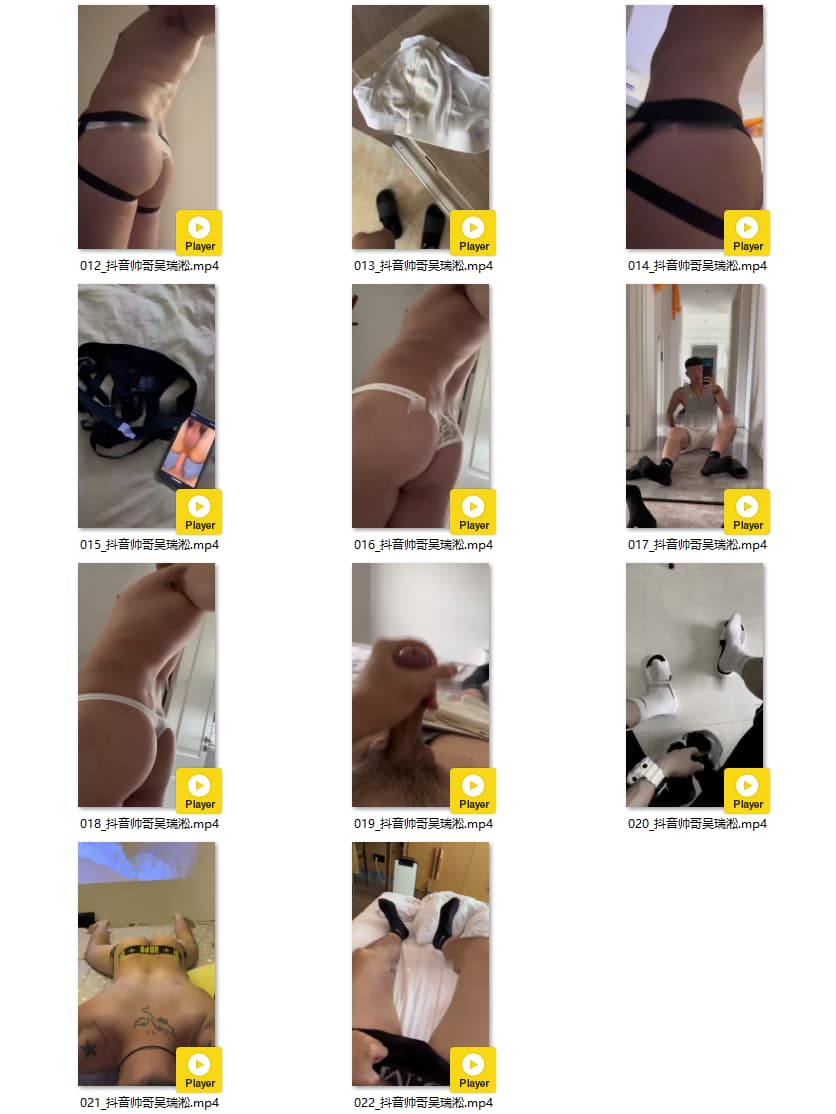 Player
Player
Player
012_抖音帅哥吴瑞淞.mp4
013_抖音帅哥吴瑞淞.mp4
014_抖音帅哥吴瑞淞.mp4
Player
Player
Player
015_抖音帅哥吴瑞淞.mp4
016_抖音帅哥吴瑞淞.mp4
017_抖音帅哥吴瑞淞.mp4
Player
Player
Player
018_抖音帅哥吴瑞淞.mp4
019_抖音帅哥吴瑞淞.mp4
020_抖音帅哥吴瑞淞.mp4
Player
Player
021_抖音帅哥吴瑞淞.mp4
022_抖音帅哥吴瑞淞.mp4